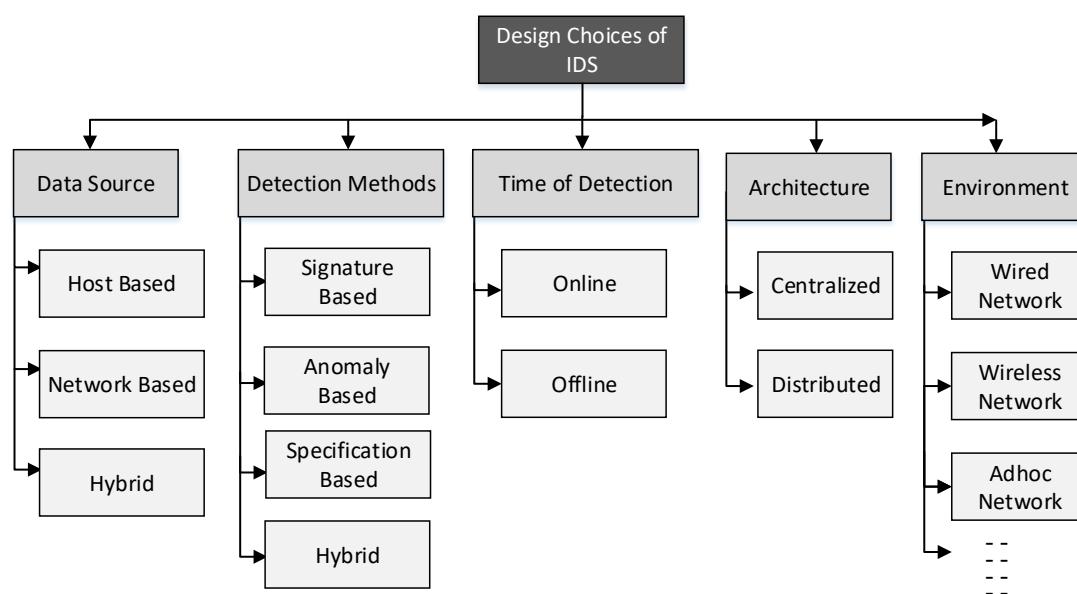 Design Choices of
IDS
Data Source
Detection Methods
Time of Detection
Architecture
Environment
Host Based
Network Based
Hybrid
Signature
Based
Anomaly
Based
Specification
Based
Hybrid
Online
Offline
Centralized
Distributed
Wired
Network
Wireless
Network
Adhoc
Network